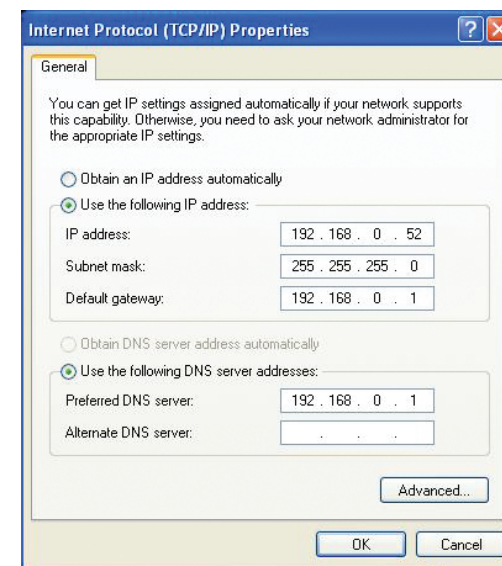 Internet Protocol (TCP/IP) Properties
General
You can get IP settings assigned automatically if your network supports
this capability. Otherwise, you need to ask your network administrator for
the appropriate IP settings.
Obtain an IP address automatically
Use the following IP address:
IP address: 192 . 168 . 0 . 52
Subnet mask: 255 . 255 . 255 . 0
Default gateway: 192 . 168 . 0 . 1
Obtain DNS server address automatically
Use the following DNS server addresses:
Preferred DNS server: 192 . 168 . 0 . 1
Alternate DNS server: . . .
Advanced...
OK Cancel